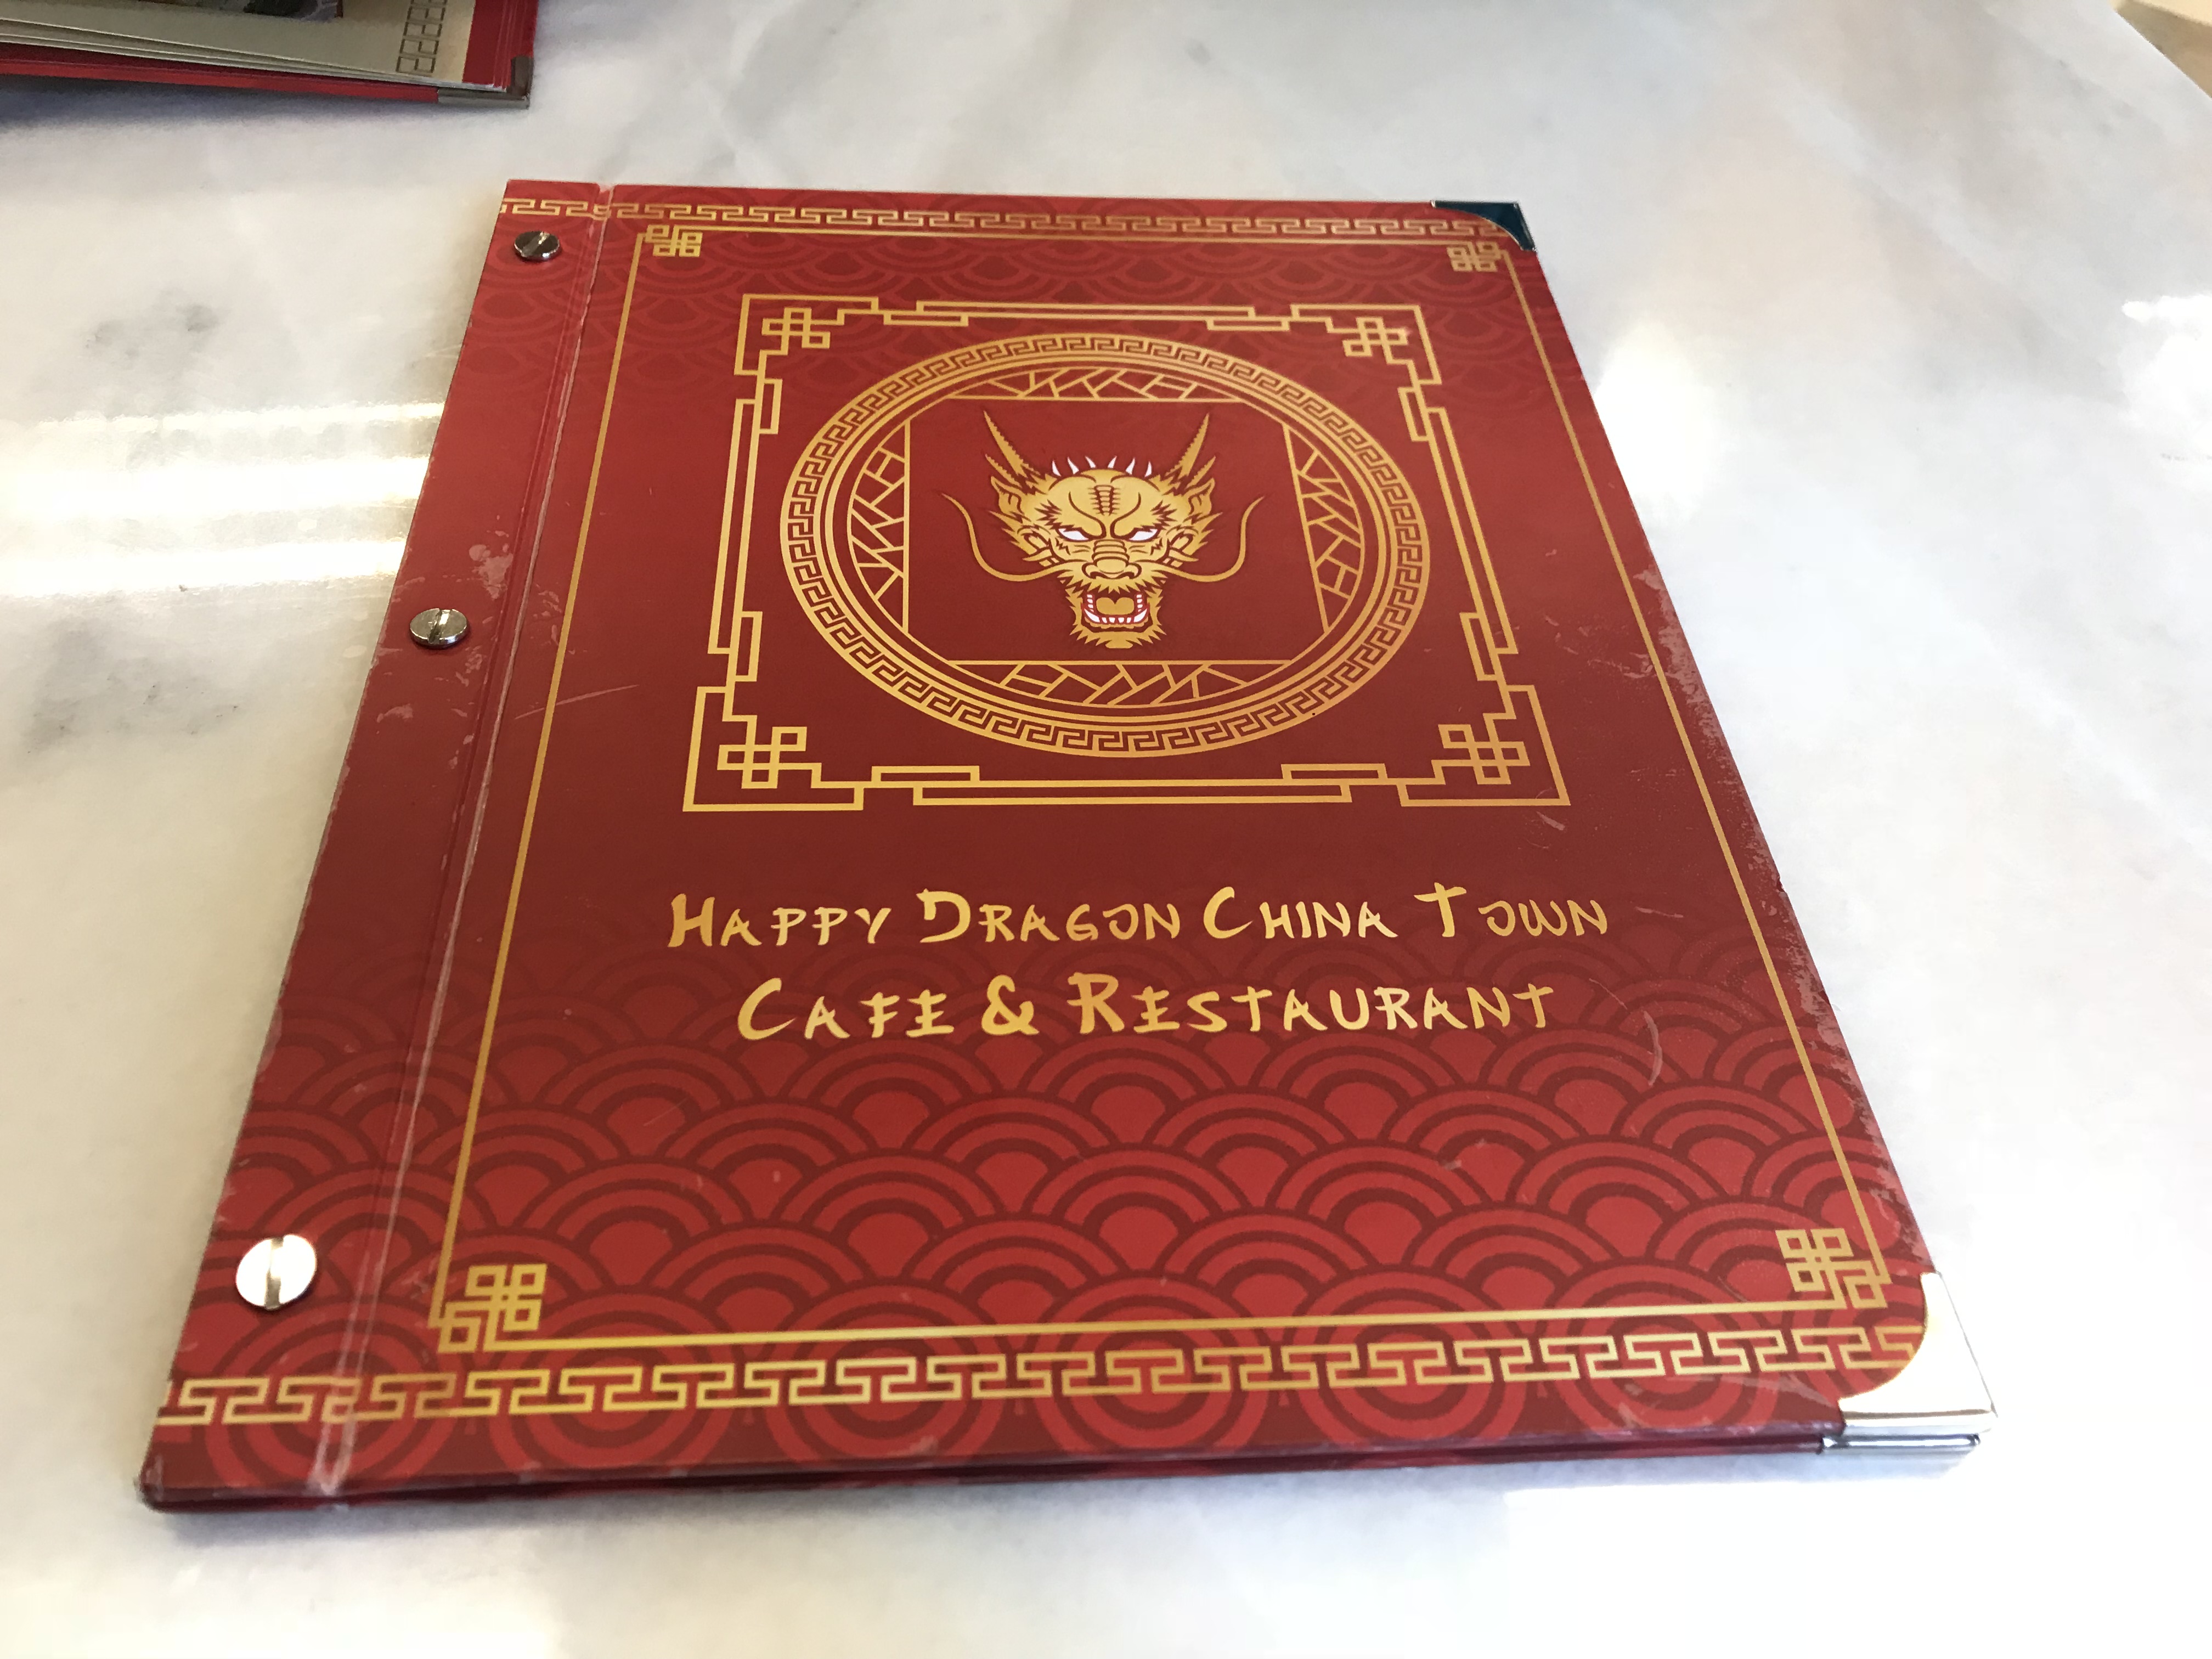 HAPPY DRAGON CHINA TOWN
CAFE & RESTAURANT